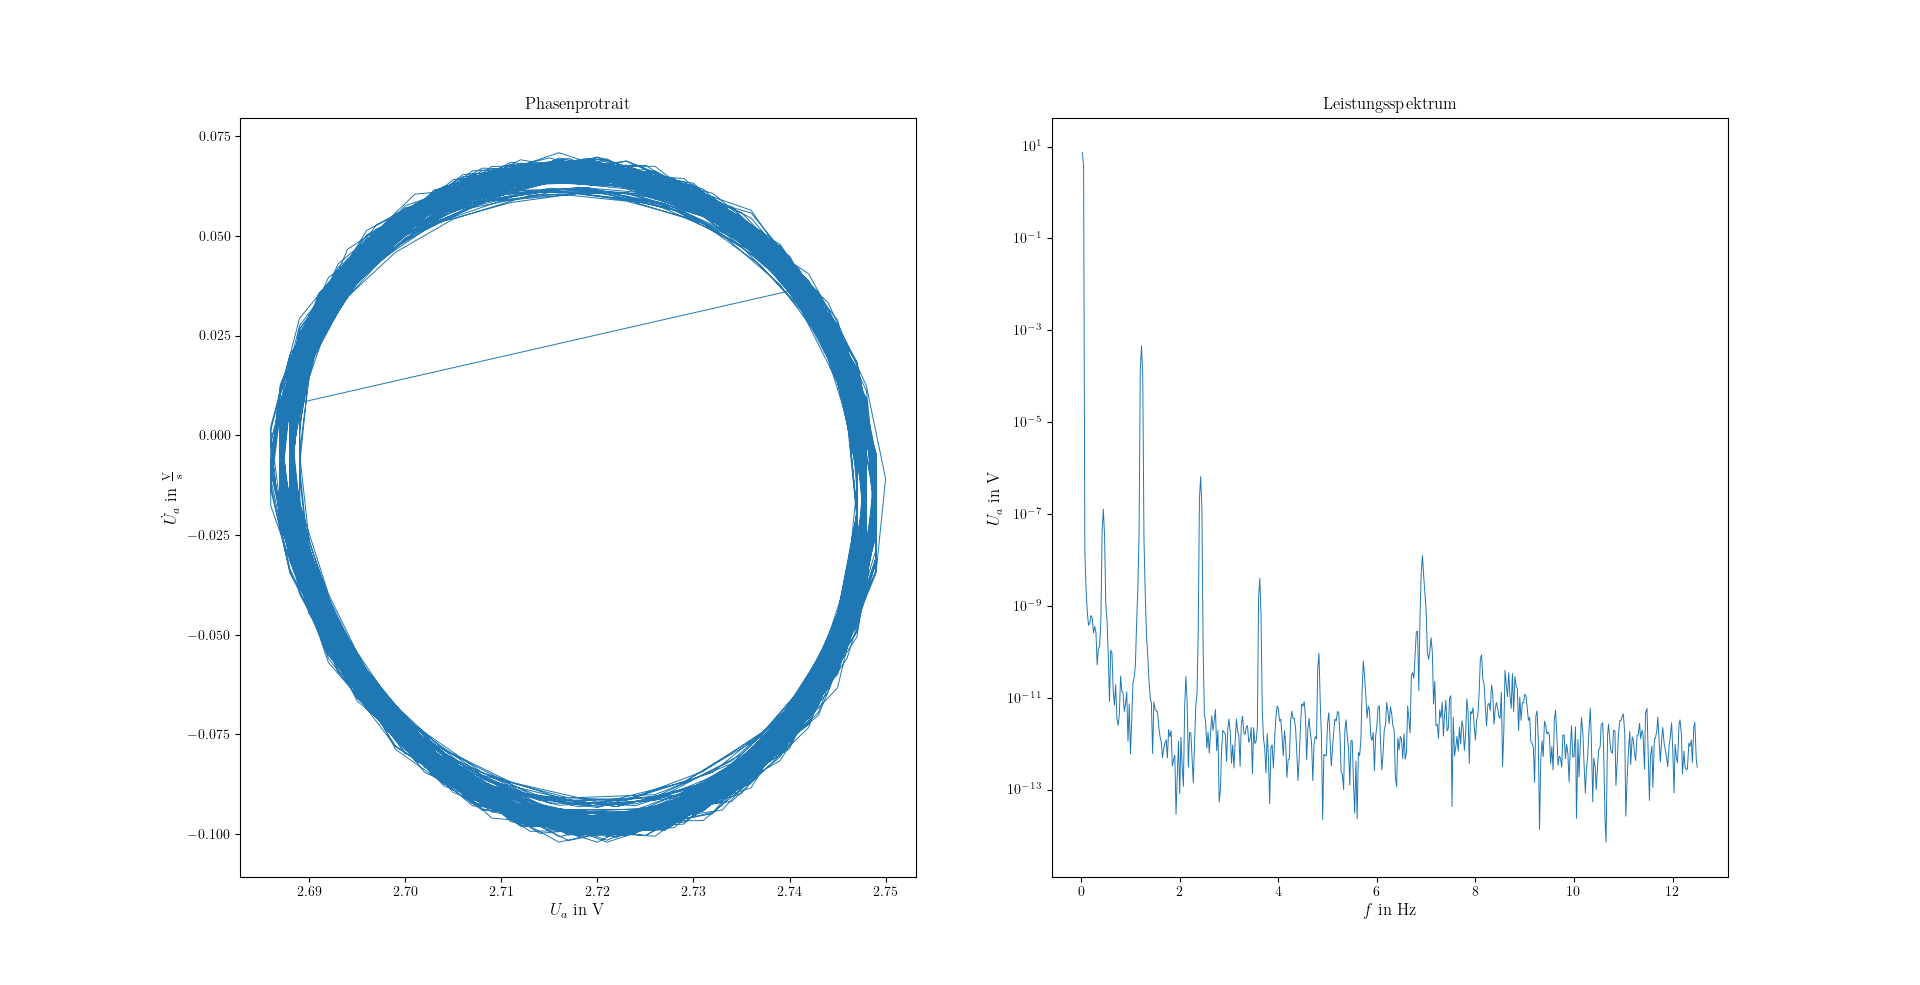 Phasenprotrait
0.075
0.050
0.025
0.000
−0.025
−0.050
−0.075
−0.100
U̇ₐ in V/s
2.69 2.70 2.71 2.72 2.73 2.74 2.75
Uₐ in V
Leistungsspektrum
10¹
10⁻¹
10⁻³
10⁻⁵
10⁻⁷
10⁻⁹
10⁻¹¹
10⁻¹³
Uₐ in V
0 2 4 6 8 10 12
f in Hz